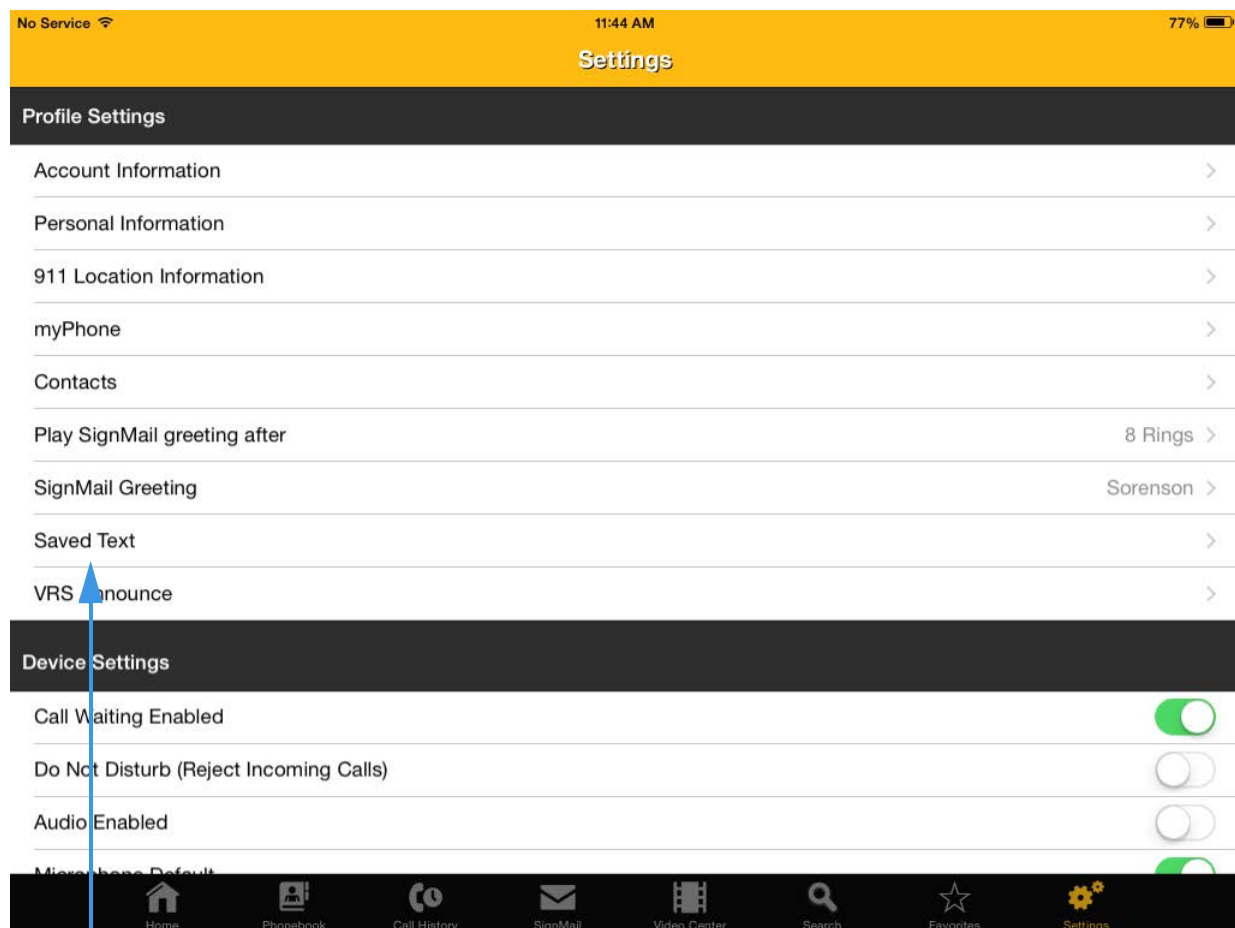 No Service 11:44 AM 77%
Settings
Profile Settings
Account Information
Personal Information
911 Location Information
myPhone
Contacts
Play SignMail greeting after 8 Rings
SignMail Greeting Sorenson
Saved Text
VRS Announce
Device Settings
Call Waiting Enabled
Do Not Disturb (Reject Incoming Calls)
Audio Enabled
Microphone Default
Home Phonebook Call History SignMail Video Center Search Favorites Settings